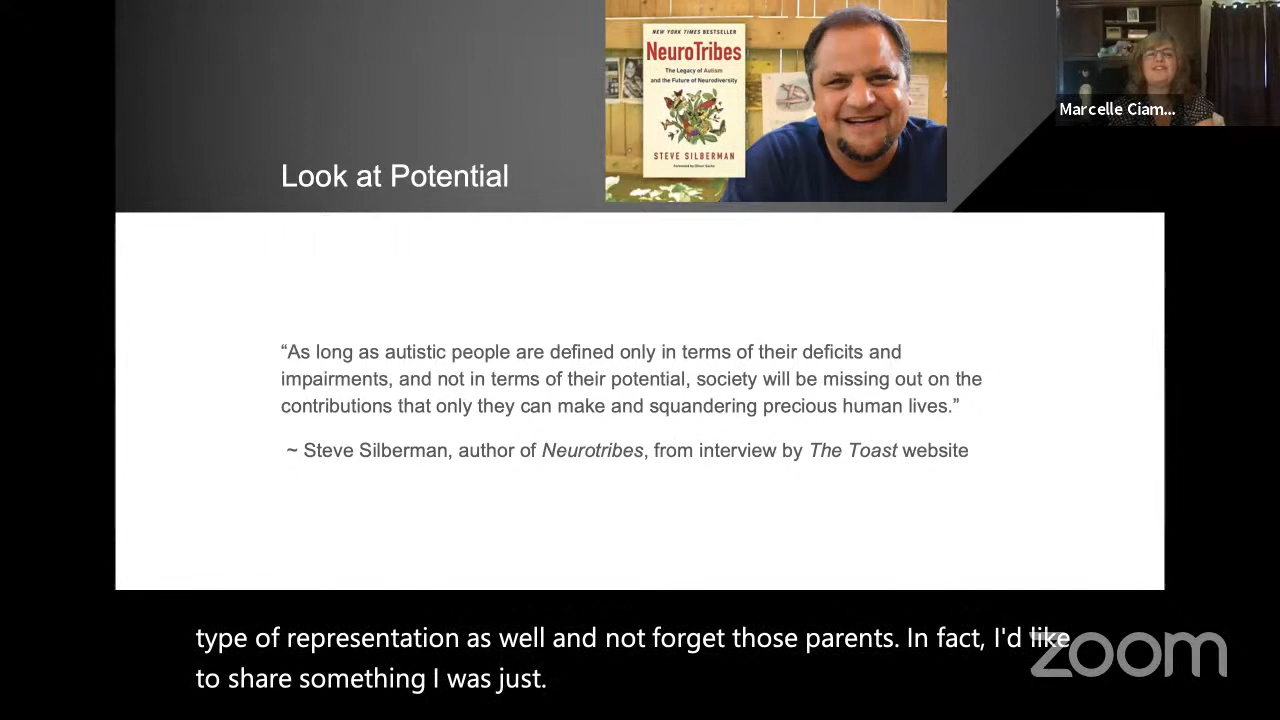 NEW YORK TIMES BESTSELLER
NeuroTribes
The Legacy of Autism
and the Future of Neurodiversity
STEVE SILBERMAN
Foreword by Oliver Sacks
Marcelle Ciam...
Look at Potential
“As long as autistic people are defined only in terms of their deficits and
impairments, and not in terms of their potential, society will be missing out on the
contributions that only they can make and squandering precious human lives.”
~ Steve Silberman, author of Neurotribes, from interview by The Toast website
type of representation as well and not forget those parents. In fact, I'd like
to share something I was just.
zoom